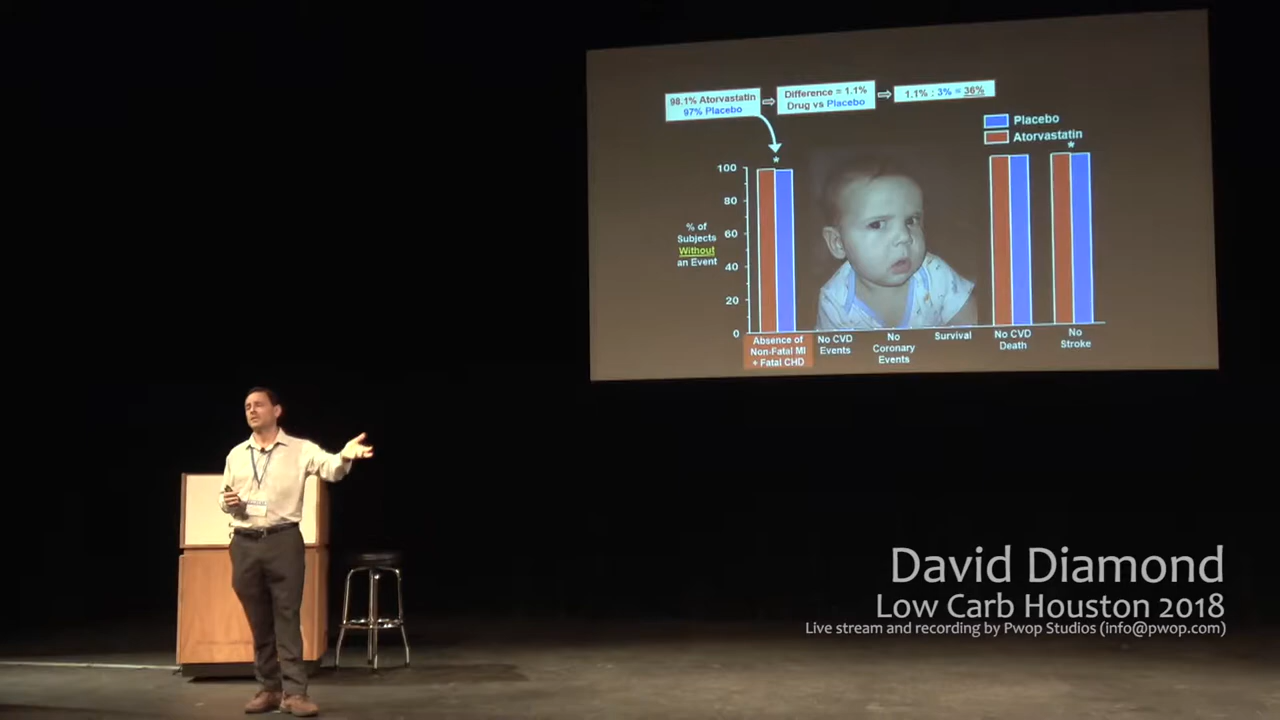 98.1% Atorvastatin
97% Placebo
Difference = 1.1%
Drug vs Placebo
1.1% : 3% = 36%
Placebo
Atorvastatin
*
*
100
80
60
40
20
0
% of
Subjects
Without
an Event
Absence of
Non-Fatal MI
+ Fatal CHD
No CVD
Events
No
Coronary
Events
Survival
No CVD
Death
No
Stroke
David Diamond
Low Carb Houston 2018
Live stream and recording by Pwop Studios (info@pwop.com)